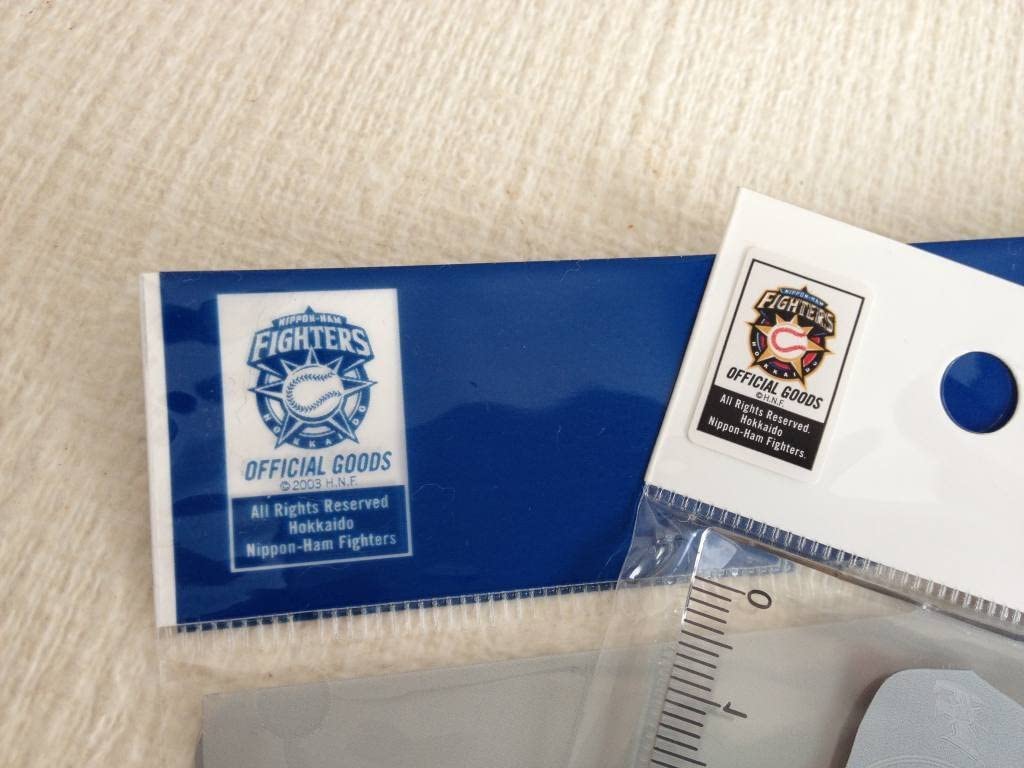 NIPPON-HAM
FIGHTERS
HOKKAIDO
OFFICIAL GOODS
© 2003 H.N.F.
All Rights Reserved
Hokkaido
Nippon-Ham Fighters
NIPPON-HAM
FIGHTERS
HOKKAIDO
OFFICIAL GOODS
©H.N.F.
All Rights Reserved.
Hokkaido
Nippon-Ham Fighters.
0
1